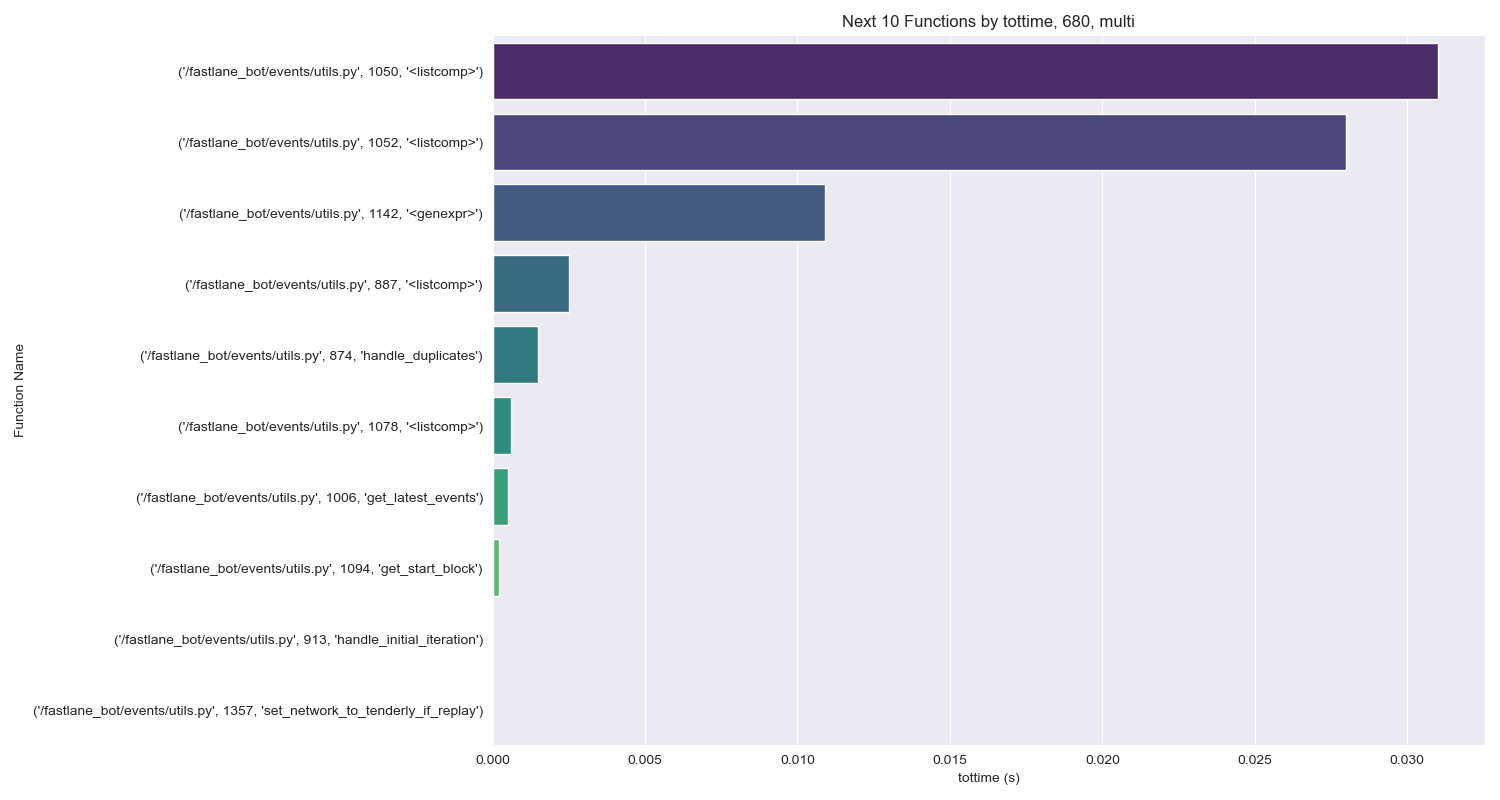 Next 10 Functions by tottime, 680, multi
('/fastlane_bot/events/utils.py', 1050, '<listcomp>')
('/fastlane_bot/events/utils.py', 1052, '<listcomp>')
('/fastlane_bot/events/utils.py', 1142, '<genexpr>')
('/fastlane_bot/events/utils.py', 887, '<listcomp>')
('/fastlane_bot/events/utils.py', 874, 'handle_duplicates')
('/fastlane_bot/events/utils.py', 1078, '<listcomp>')
('/fastlane_bot/events/utils.py', 1006, 'get_latest_events')
('/fastlane_bot/events/utils.py', 1094, 'get_start_block')
('/fastlane_bot/events/utils.py', 913, 'handle_initial_iteration')
('/fastlane_bot/events/utils.py', 1357, 'set_network_to_tenderly_if_replay')
Function Name
0.000 0.005 0.010 0.015 0.020 0.025 0.030
tottime (s)